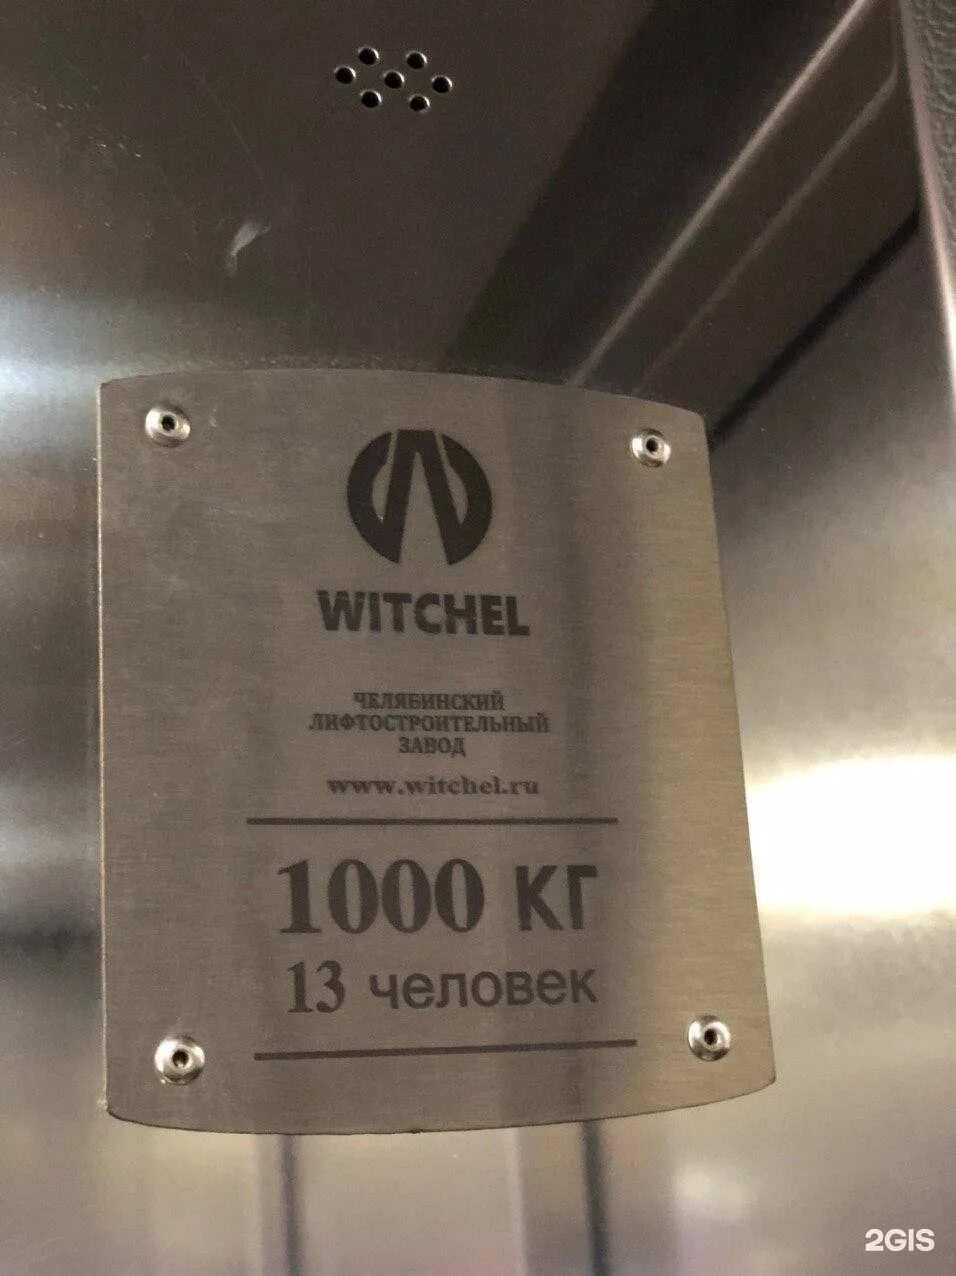 WITCHEL
ЧЕЛЯБИНСКИЙ
ЛИФТОСТРОИТЕЛЬНЫЙ
ЗАВОД
www.witchel.ru
1000 КГ
13 человек
2GIS